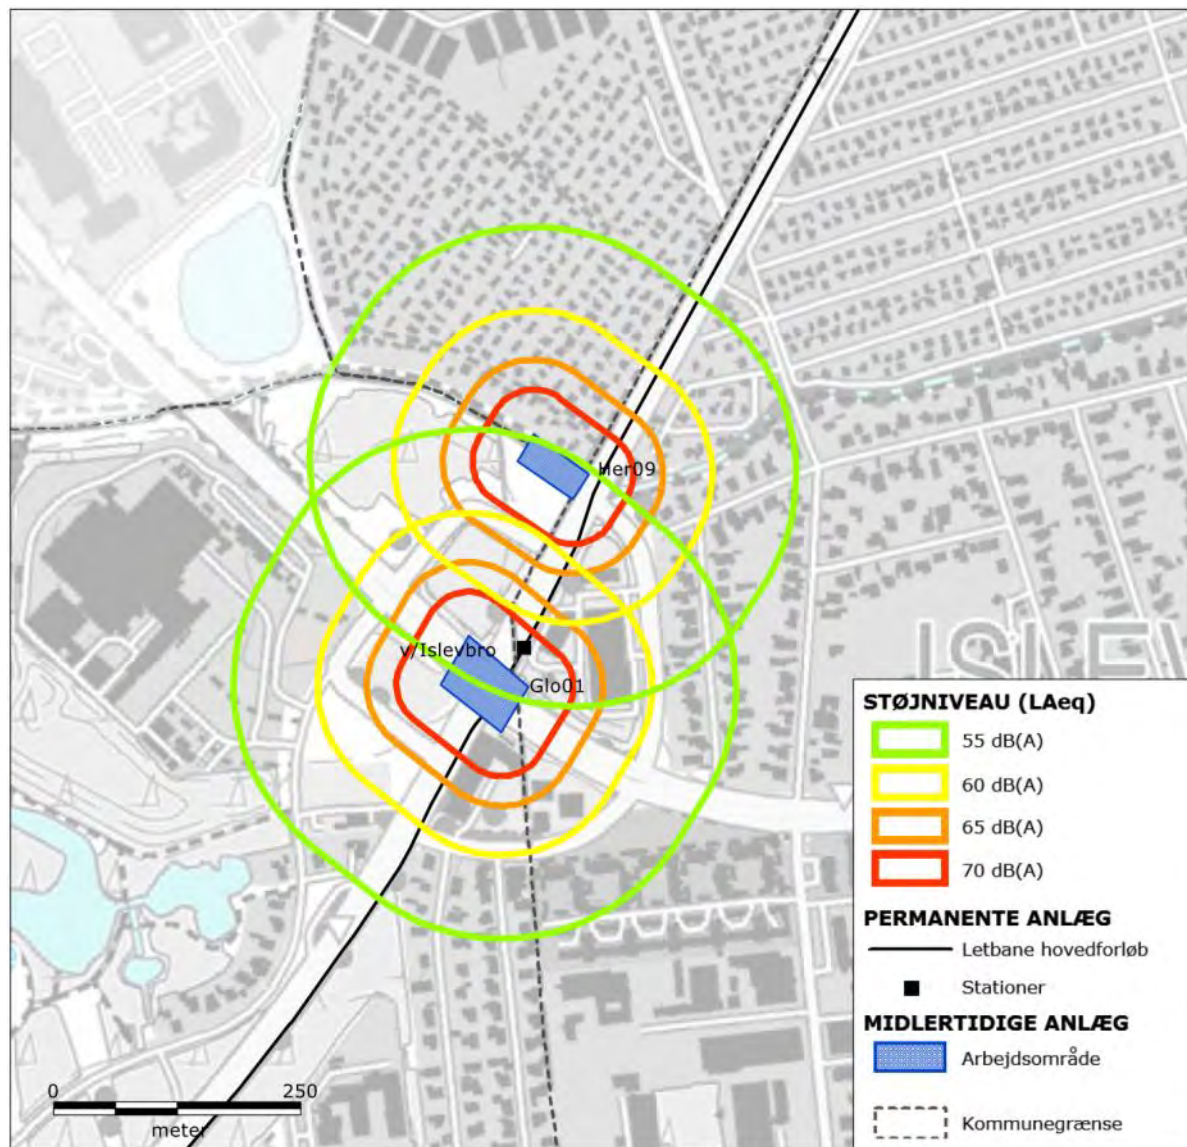 Her09
v/Islevbro
Glo01
STØJNIVEAU (LAeq)
55 dB(A)
60 dB(A)
65 dB(A)
70 dB(A)
PERMANENTE ANLÆG
Letbane hovedforløb
Stationer
MIDLERTIDIGE ANLÆG
Arbejdsområde
Kommunegrænse
0 250
meter